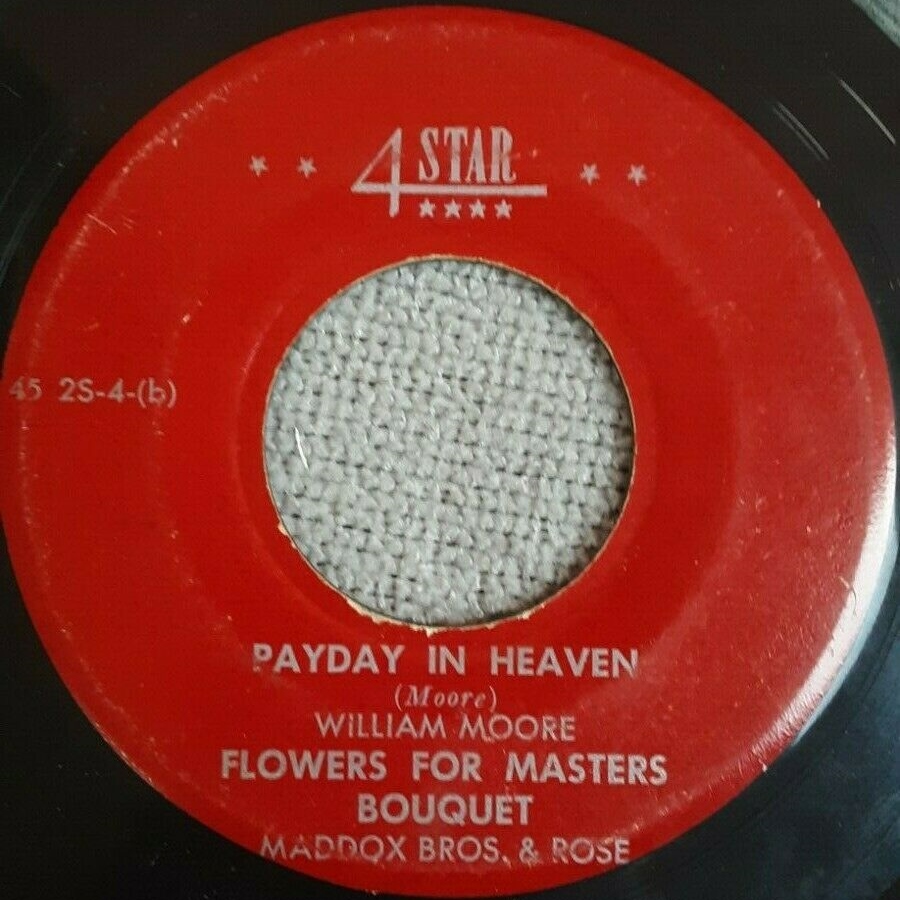 4 STAR
45 2S-4-(b)
PAYDAY IN HEAVEN
(Moore)
WILLIAM MOORE
FLOWERS FOR MASTERS
BOUQUET
MADDOX BROS. & ROSE